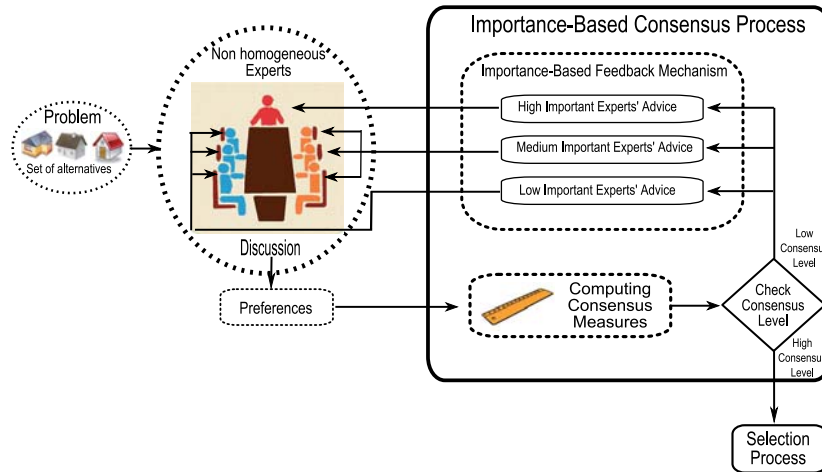 Importance-Based Consensus Process
Non homogeneous
Experts
Importance-Based Feedback Mechanism
High Important Experts' Advice
Problem
Set of alternatives
Medium Important Experts' Advice
Low Important Experts' Advice
Discussion
Low
Consensus
Level
Preferences
Computing
Consensus
Measures
Check
Consensus
Level
High
Consensus
Level
Selection
Process